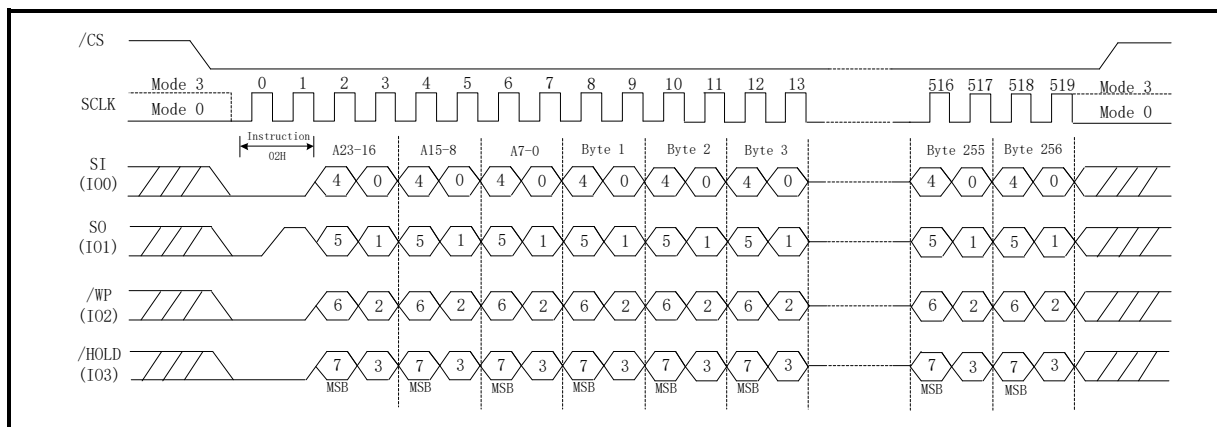 /CS
Mode 3 0 1 2 3 4 5 6 7 8 9 10 11 12 13 516 517 518 519 Mode 3
SCLK
Mode 0 Mode 0
Instruction
02H
A23-16 A15-8 A7-0 Byte 1 Byte 2 Byte 3 Byte 255 Byte 256
SI
(IO0)
4 0 4 0 4 0 4 0 4 0 4 0 4 0 4 0
SO
(IO1)
5 1 5 1 5 1 5 1 5 1 5 1 5 1 5 1
/WP
(IO2)
6 2 6 2 6 2 6 2 6 2 6 2 6 2 6 2
/HOLD
(IO3)
7 3 7 3 7 3 7 3 7 3 7 3 7 3 7 3
MSB MSB MSB MSB MSB MSB MSB MSB